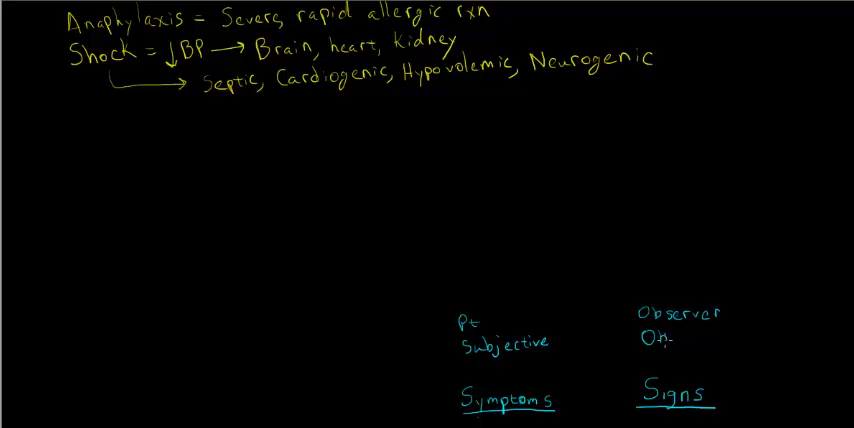 Anaphylaxis = Severe, rapid allergic rxn
Shock = ↓BP → Brain, heart, Kidney
→ Septic, Cardiogenic, Hypovolemic, Neurogenic
Observer
Pt
Subjective
Symptoms
Signs